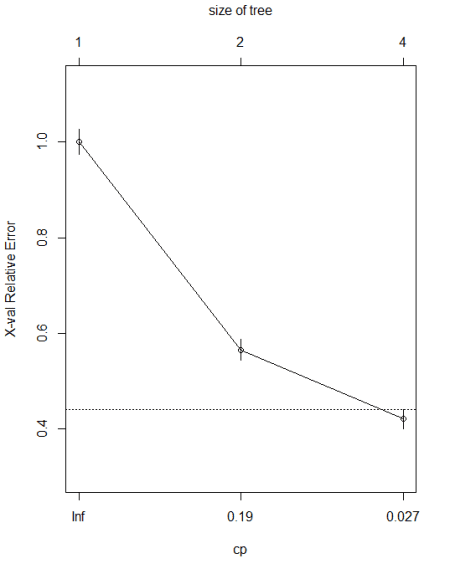 size of tree
1 2 4
X-val Relative Error
1.0
0.8
0.6
0.4
Inf 0.19 0.027
cp